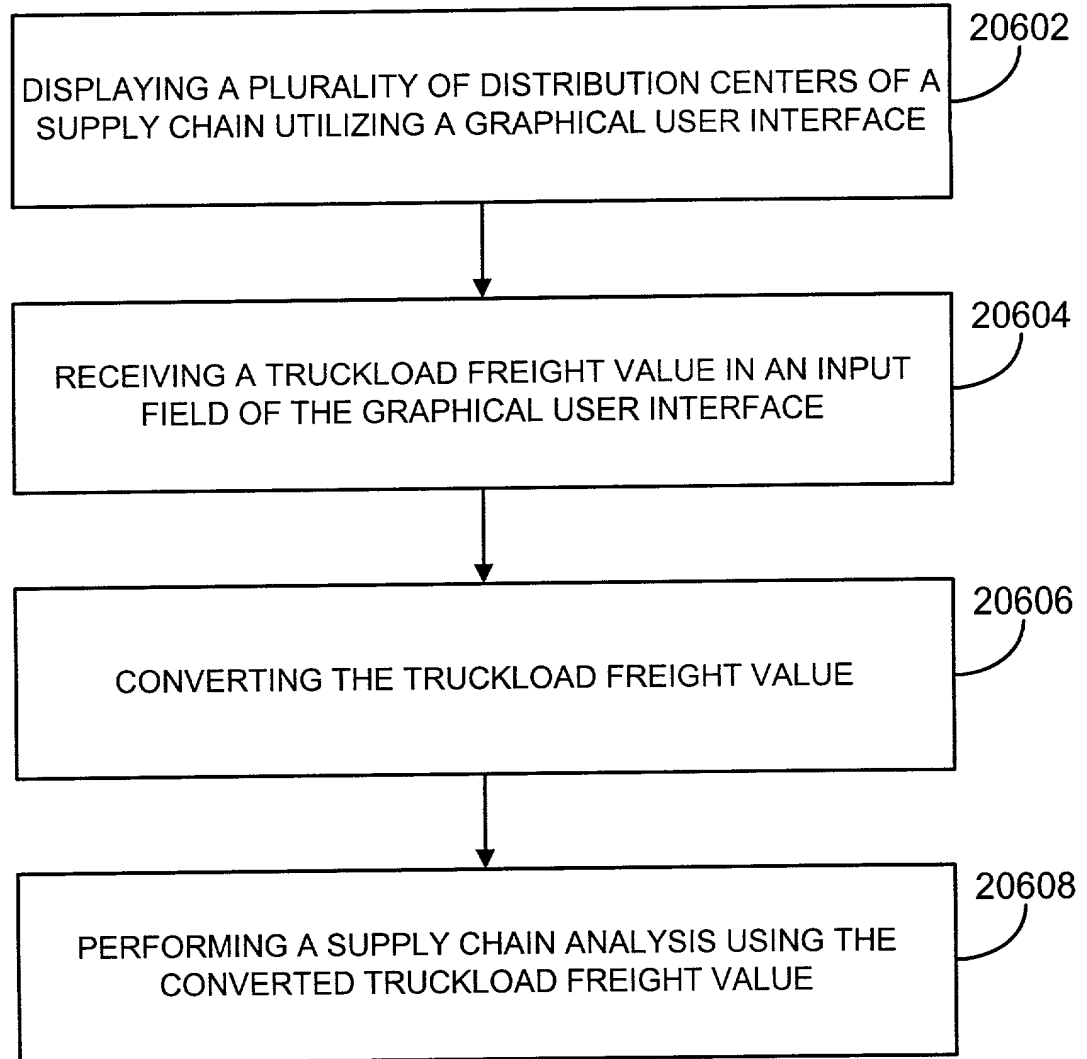 20602
DISPLAYING A PLURALITY OF DISTRIBUTION CENTERS OF A
SUPPLY CHAIN UTILIZING A GRAPHICAL USER INTERFACE
20604
RECEIVING A TRUCKLOAD FREIGHT VALUE IN AN INPUT
FIELD OF THE GRAPHICAL USER INTERFACE
20606
CONVERTING THE TRUCKLOAD FREIGHT VALUE
20608
PERFORMING A SUPPLY CHAIN ANALYSIS USING THE
CONVERTED TRUCKLOAD FREIGHT VALUE